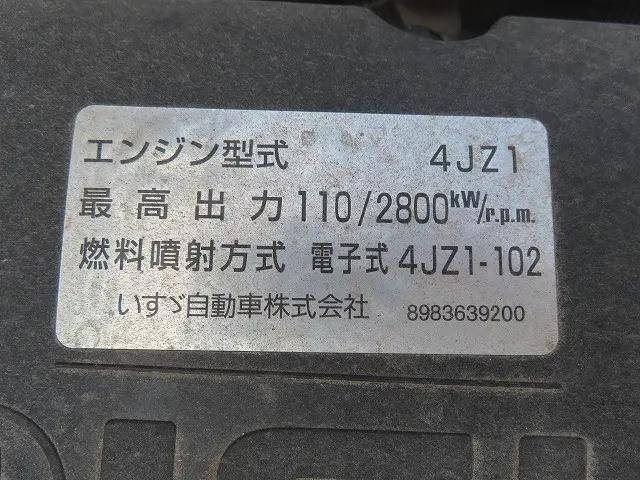 エンジン型式 4JZ1
最高出力 110/2800kW/r.p.m.
燃料噴射方式 電子式 4JZ1-102
いすゞ自動車株式会社 8983639200